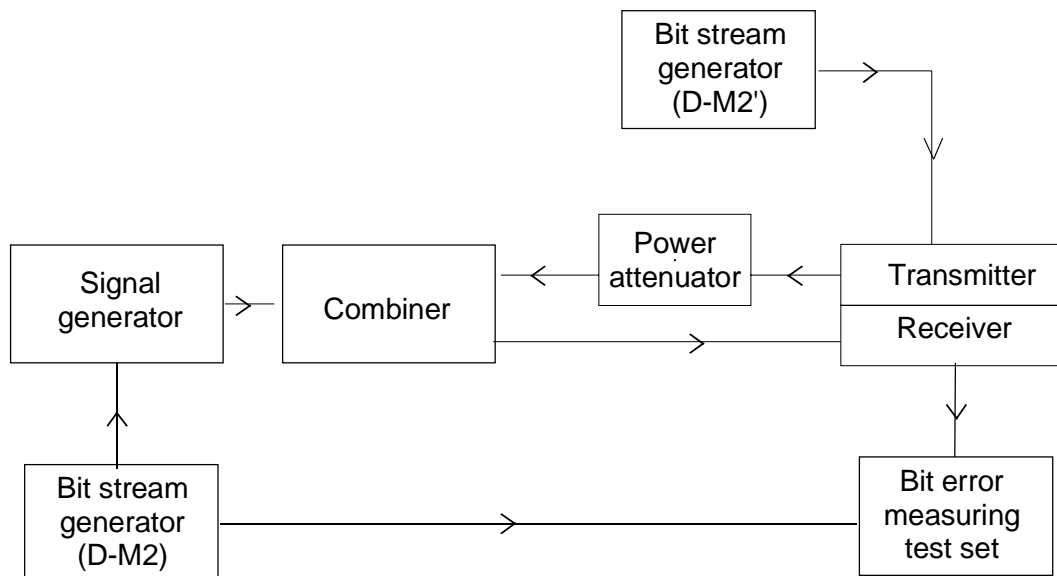 Bit stream
generator
(D-M2')
Power
attenuator
Signal
generator
Combiner
Transmitter
Receiver
Bit stream
generator
(D-M2)
Bit error
measuring
test set